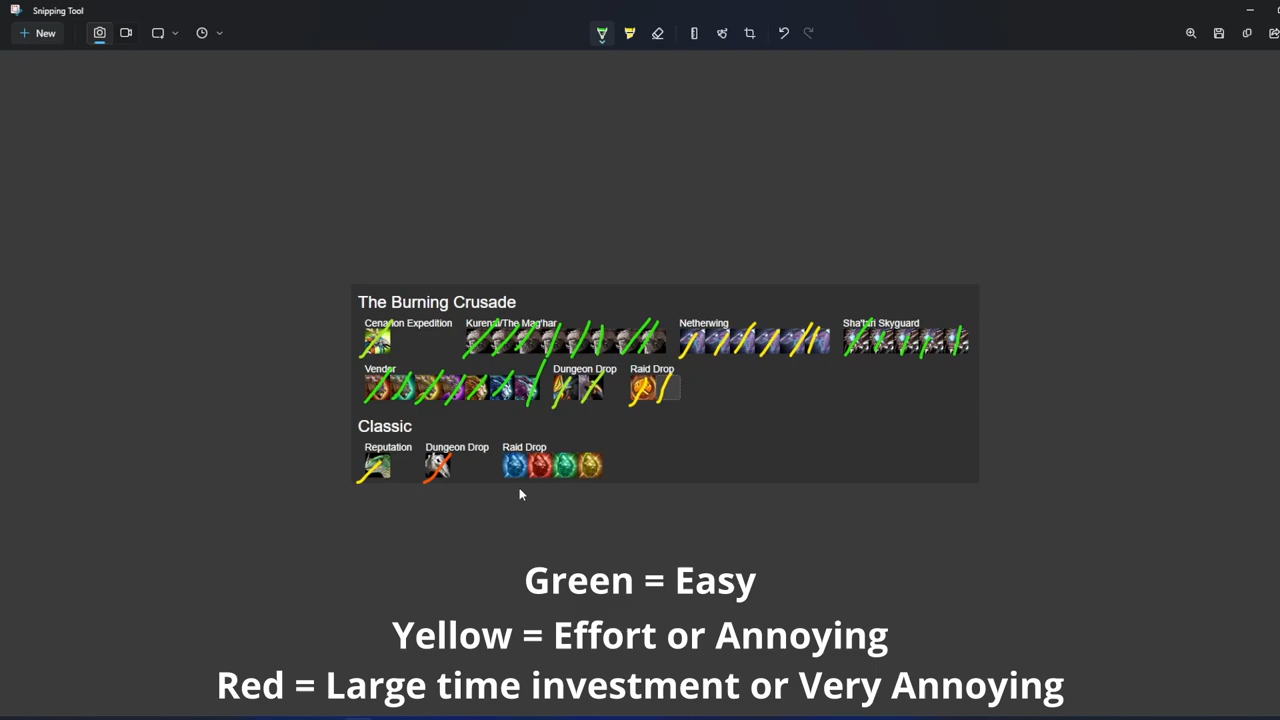 Snipping Tool
New
The Burning Crusade
Cenarion Expedition Kurenai/The Mag'har Netherwing Sha'tari Skyguard
Vendor Dungeon Drop Raid Drop
Classic
Reputation Dungeon Drop Raid Drop
Green = Easy
Yellow = Effort or Annoying
Red = Large time investment or Very Annoying